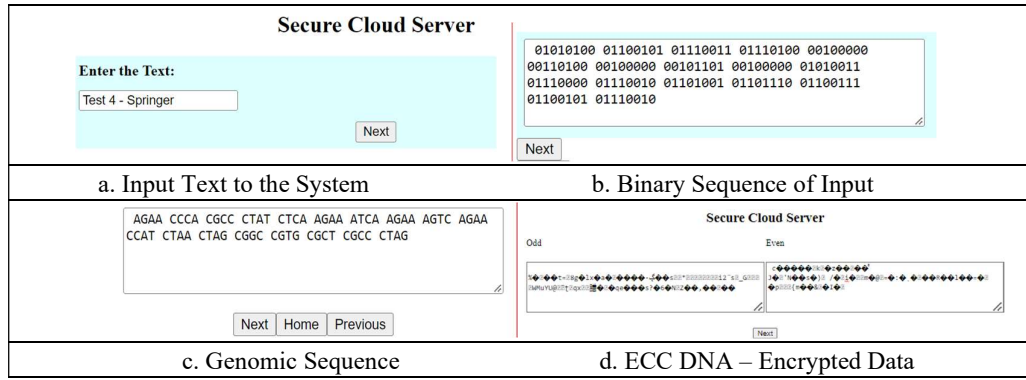 Secure Cloud Server
Enter the Text:
Test 4 - Springer
Next
01010100 01100101 01110011 01110100 00100000
00110100 00100000 00101101 00100000 01010011
01110000 01110010 01101001 01101110 01100111
01100101 01110010
Next
a. Input Text to the System
b. Binary Sequence of Input
AGAA CCCA CGCC CTAT CTCA AGAA ATCA AGAA AGTC AGAA
CCAT CTAA CTAG CGGC CGTG CGCT CGCC CTAG
Next Home Previous
Secure Cloud Server
Odd
Even
Next
c. Genomic Sequence
d. ECC DNA – Encrypted Data